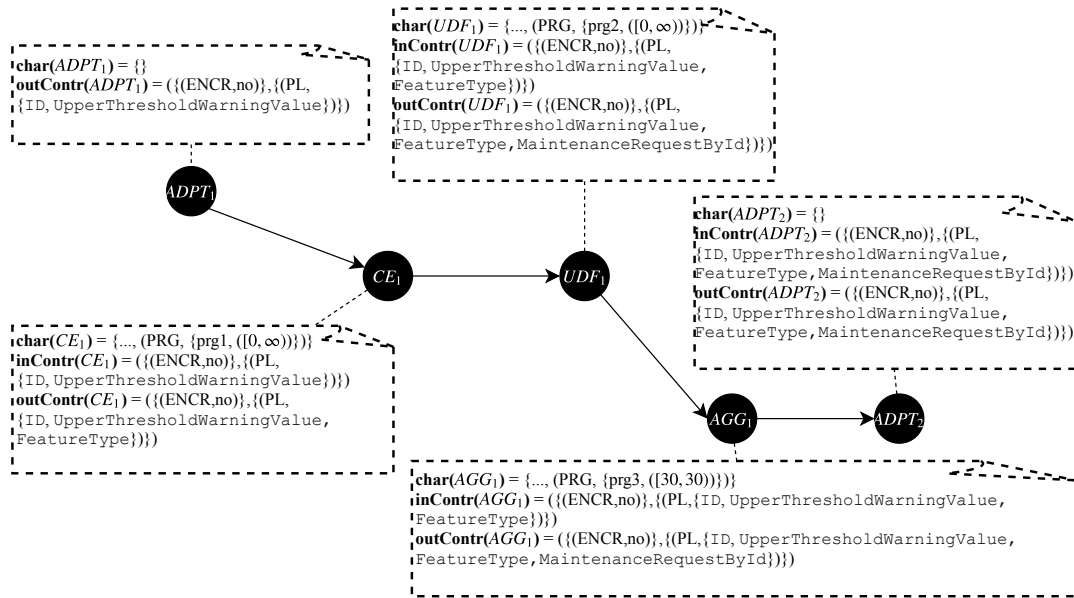 char(UDF₁) = {..., (PRG, {prg2, ([0, ∞))})}
inContr(UDF₁) = ({(ENCR,no)},{(PL,
{ID, UpperThresholdWarningValue,
FeatureType})})
outContr(UDF₁) = ({(ENCR,no)},{(PL,
{ID, UpperThresholdWarningValue,
FeatureType,MaintenanceRequestById})})
char(ADPT₁) = {}
outContr(ADPT₁) = ({(ENCR,no)},{(PL,
{ID, UpperThresholdWarningValue})})
ADPT₁
char(ADPT₂) = {}
inContr(ADPT₂) = ({(ENCR,no)},{(PL,
{ID, UpperThresholdWarningValue,
FeatureType,MaintenanceRequestById})})
outContr(ADPT₂) = ({(ENCR,no)},{(PL,
{ID, UpperThresholdWarningValue,
FeatureType,MaintenanceRequestById})})
CE₁
UDF₁
char(CE₁) = {..., (PRG, {prg1, ([0, ∞))})}
inContr(CE₁) = ({(ENCR,no)},{(PL,
{ID, UpperThresholdWarningValue})})
outContr(CE₁) = ({(ENCR,no)},{(PL,
{ID, UpperThresholdWarningValue,
FeatureType})})
AGG₁
ADPT₂
char(AGG₁) = {..., (PRG, {prg3, ([30, 30))})}
inContr(AGG₁) = ({(ENCR,no)},{(PL,{ID, UpperThresholdWarningValue,
FeatureType})})
outContr(AGG₁) = ({(ENCR,no)},{(PL,{ID, UpperThresholdWarningValue,
FeatureType,MaintenanceRequestById})})